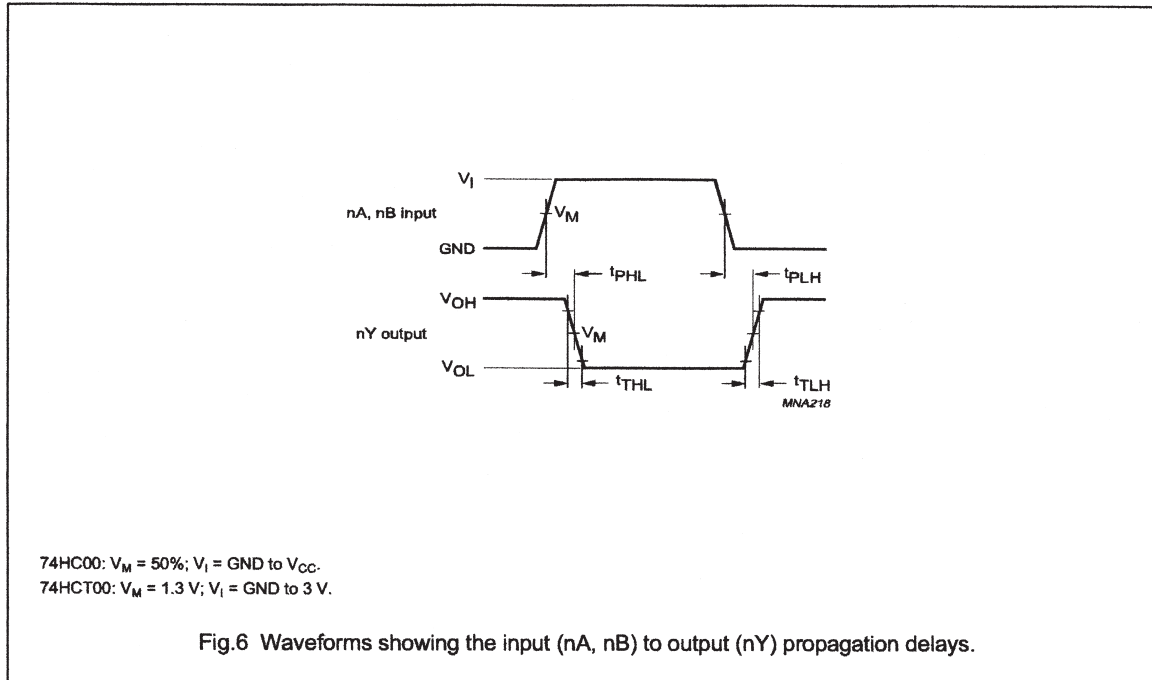 V_I
nA, nB input
V_M
GND
t_PHL
t_PLH
V_OH
nY output
V_M
V_OL
t_THL
t_TLH
MNA218
74HC00: V_M = 50%; V_I = GND to V_CC.
74HCT00: V_M = 1.3 V; V_I = GND to 3 V.
Fig.6 Waveforms showing the input (nA, nB) to output (nY) propagation delays.